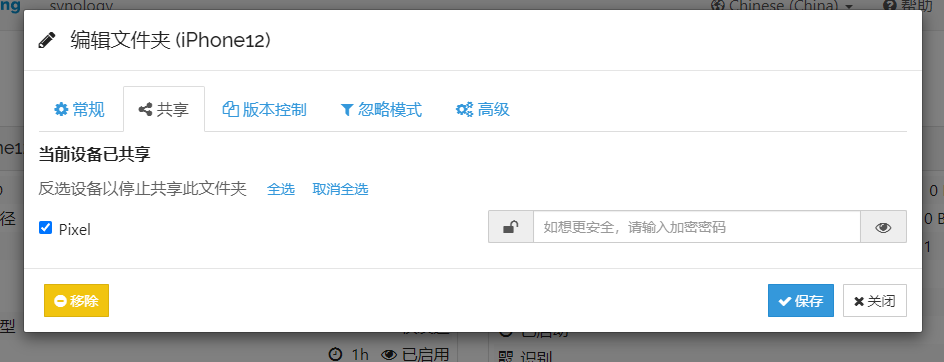 ng synology Chinese (China) 帮助
编辑文件夹 (iPhone12)
常规 共享 版本控制 忽略模式 高级
当前设备已共享
反选设备以停止共享此文件夹 全选 取消全选
Pixel 如想更安全，请输入加密密码
移除 保存 关闭
径
0
0 B
1
型
1h 已启用
已启动
识别